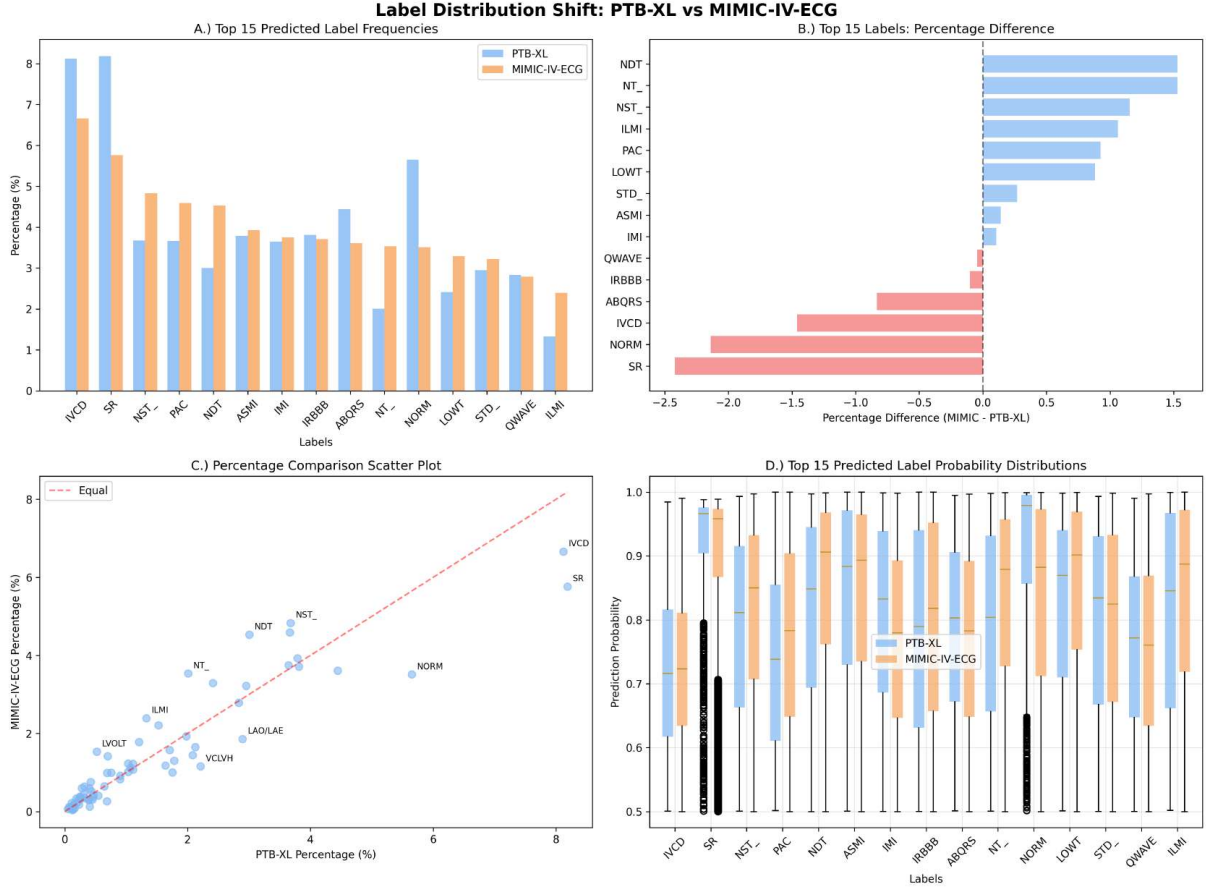 Label Distribution Shift: PTB-XL vs MIMIC-IV-ECG
A.) Top 15 Predicted Label Frequencies
PTB-XL
MIMIC-IV-ECG
8
7
6
5
4
3
2
1
0
Percentage (%)
IVCD SR NST_ PAC NDT ASMI IMI IRBBB ABQRS NT_ NORM LOWT STD_ QWAVE ILMI
Labels
B.) Top 15 Labels: Percentage Difference
NDT
NT_
NST_
ILMI
PAC
LOWT
STD_
ASMI
IMI
QWAVE
IRBBB
ABQRS
IVCD
NORM
SR
−2.5 −2.0 −1.5 −1.0 −0.5 0.0 0.5 1.0 1.5
Percentage Difference (MIMIC - PTB-XL)
C.) Percentage Comparison Scatter Plot
Equal
8
6
4
2
0
MIMIC-IV-ECG Percentage (%)
IVCD
SR
NST_
NDT
NORM
NT_
ILMI
LAO/LAE
LVOLT
VCLVH
0 2 4 6 8
PTB-XL Percentage (%)
D.) Top 15 Predicted Label Probability Distributions
1.0
0.9
0.8
0.7
0.6
0.5
Prediction Probability
PTB-XL
MIMIC-IV-ECG
IVCD SR NST_ PAC NDT ASMI IMI IRBBB ABQRS NT_ NORM LOWT STD_ QWAVE ILMI
Labels